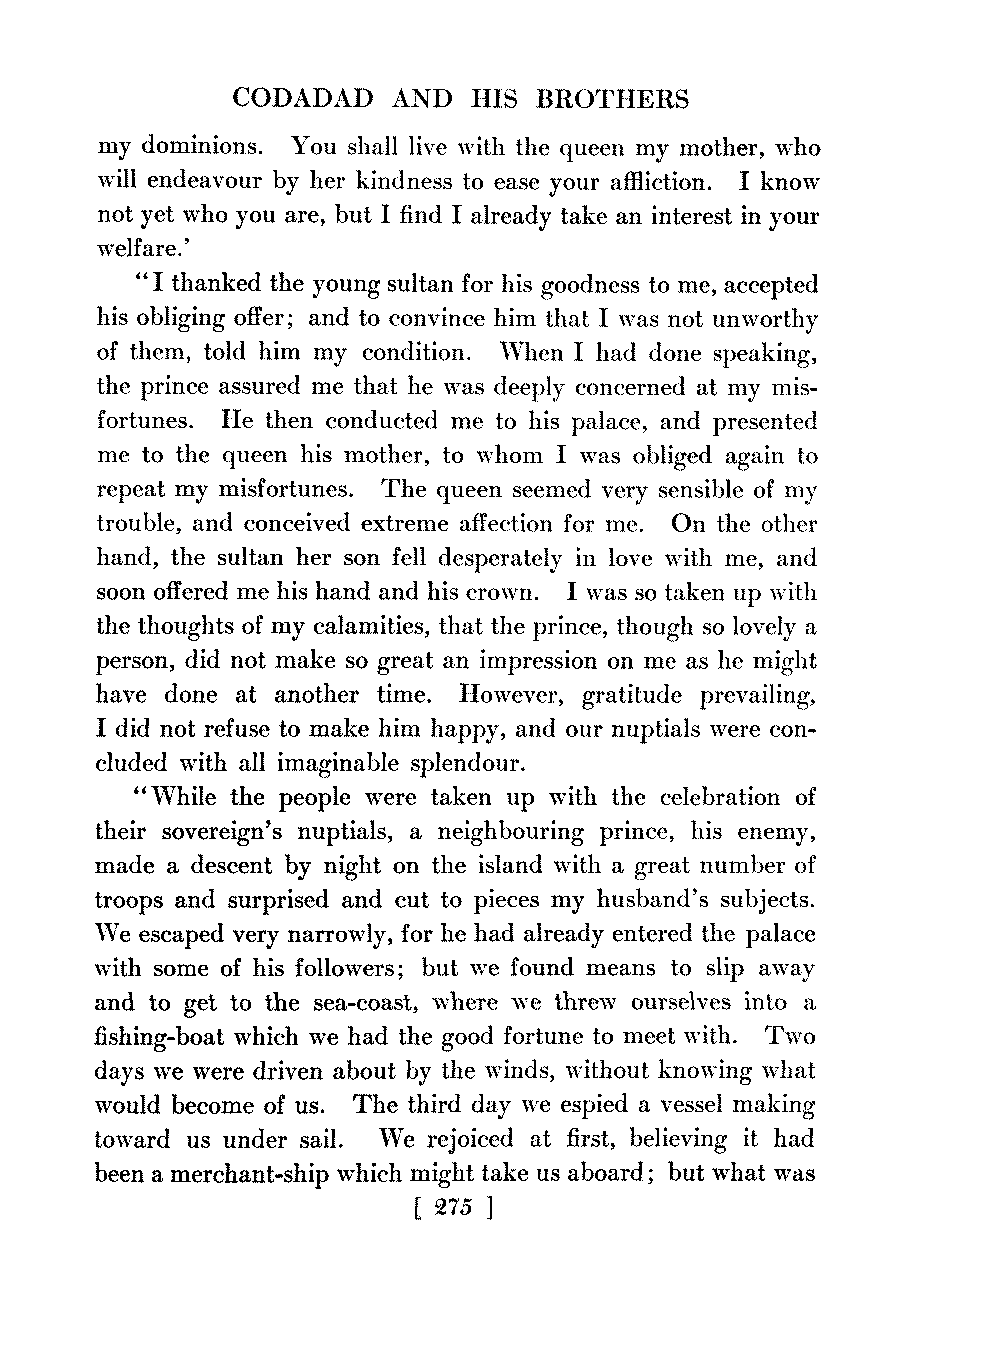 CODADAD AND HIS BROTHERS
my dominions. You shall live with the queen my mother, who
will endeavour by her kindness to ease your affliction. I know
not yet who you are, but I find I already take an interest in your
welfare.’
“I thanked the young sultan for his goodness to me, accepted
his obliging offer; and to convince him that I was not unworthy
of them, told him my condition. When I had done speaking,
the prince assured me that he was deeply concerned at my mis-
fortunes. He then conducted me to his palace, and presented
me to the queen his mother, to whom I was obliged again to
repeat my misfortunes. The queen seemed very sensible of my
trouble, and conceived extreme affection for me. On the other
hand, the sultan her son fell desperately in love with me, and
soon offered me his hand and his crown. I was so taken up with
the thoughts of my calamities, that the prince, though so lovely a
person, did not make so great an impression on me as he might
have done at another time. However, gratitude prevailing,
I did not refuse to make him happy, and our nuptials were con-
cluded with all imaginable splendour.
“While the people were taken up with the celebration of
their sovereign’s nuptials, a neighbouring prince, his enemy,
made a descent by night on the island with a great number of
troops and surprised and cut to pieces my husband’s subjects.
We escaped very narrowly, for he had already entered the palace
with some of his followers; but we found means to slip away
and to get to the sea-coast, where we threw ourselves into a
fishing-boat which we had the good fortune to meet with. Two
days we were driven about by the winds, without knowing what
would become of us. The third day we espied a vessel making
toward us under sail. We rejoiced at first, believing it had
been a merchant-ship which might take us aboard; but what was
[ 275 ]